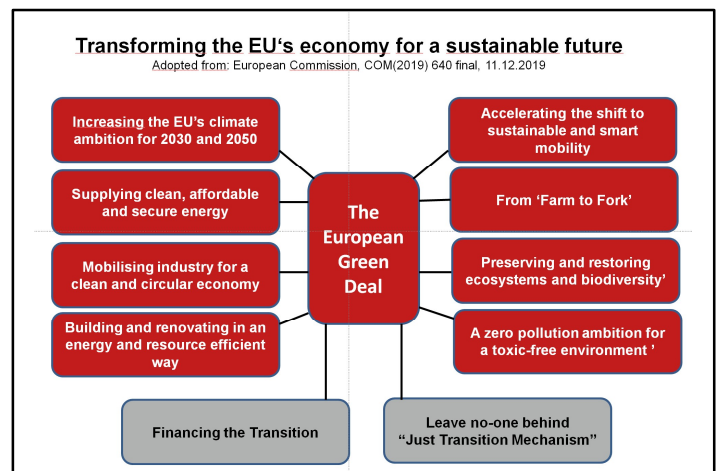 Transforming the EU‘s economy for a sustainable future
Adopted from: European Commission, COM(2019) 640 final, 11.12.2019
Increasing the EU’s climate
ambition for 2030 and 2050
Supplying clean, affordable
and secure energy
Mobilising industry for a
clean and circular economy
Building and renovating in an
energy and resource efficient
way
The
European
Green
Deal
Accelerating the shift to
sustainable and smart
mobility
From ‘Farm to Fork’
Preserving and restoring
ecosystems and biodiversity’
A zero pollution ambition for
a toxic-free environment ’
Financing the Transition
Leave no-one behind
“Just Transition Mechanism”